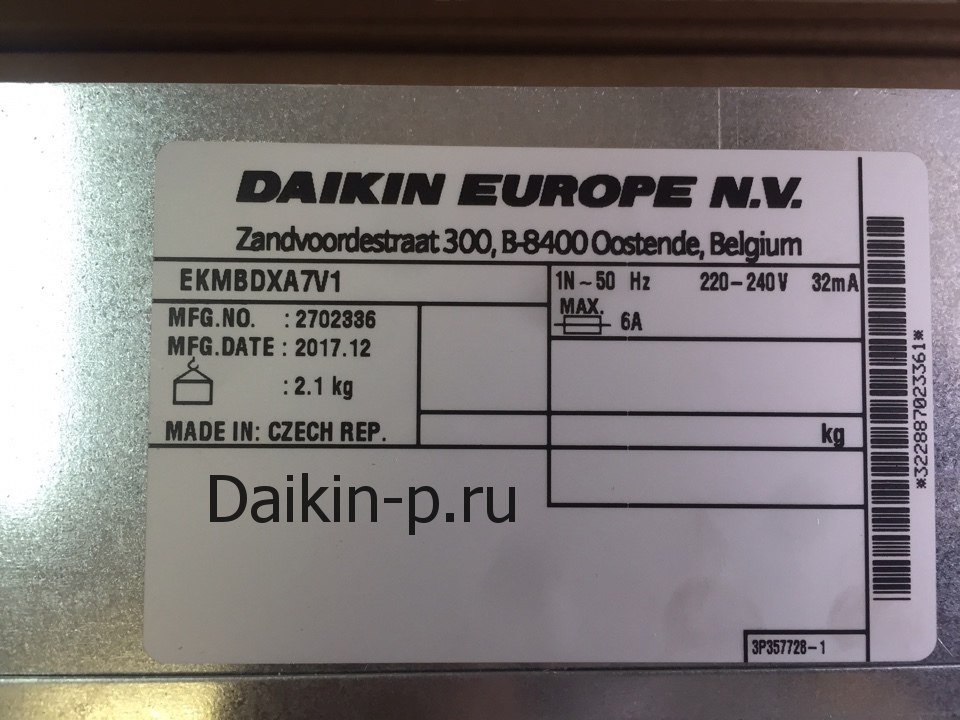 DAIKIN EUROPE N.V.
Zandvoordestraat 300, B-8400 Oostende, Belgium
EKMBDXA7V1
1N~50 Hz 220-240V 32mA
MAX.
6A
MFG.NO. :2702336
MFG.DATE : 2017.12
:2.1 kg
MADE IN: CZECH REP.
kg
Daikin-p.ru
3P357728-1
*322887023361*